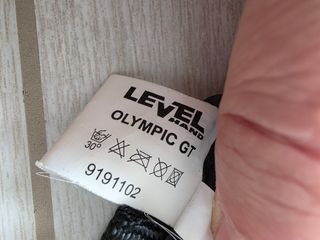 LEVEL
HAND
OLYMPIC GT
30°
9191102